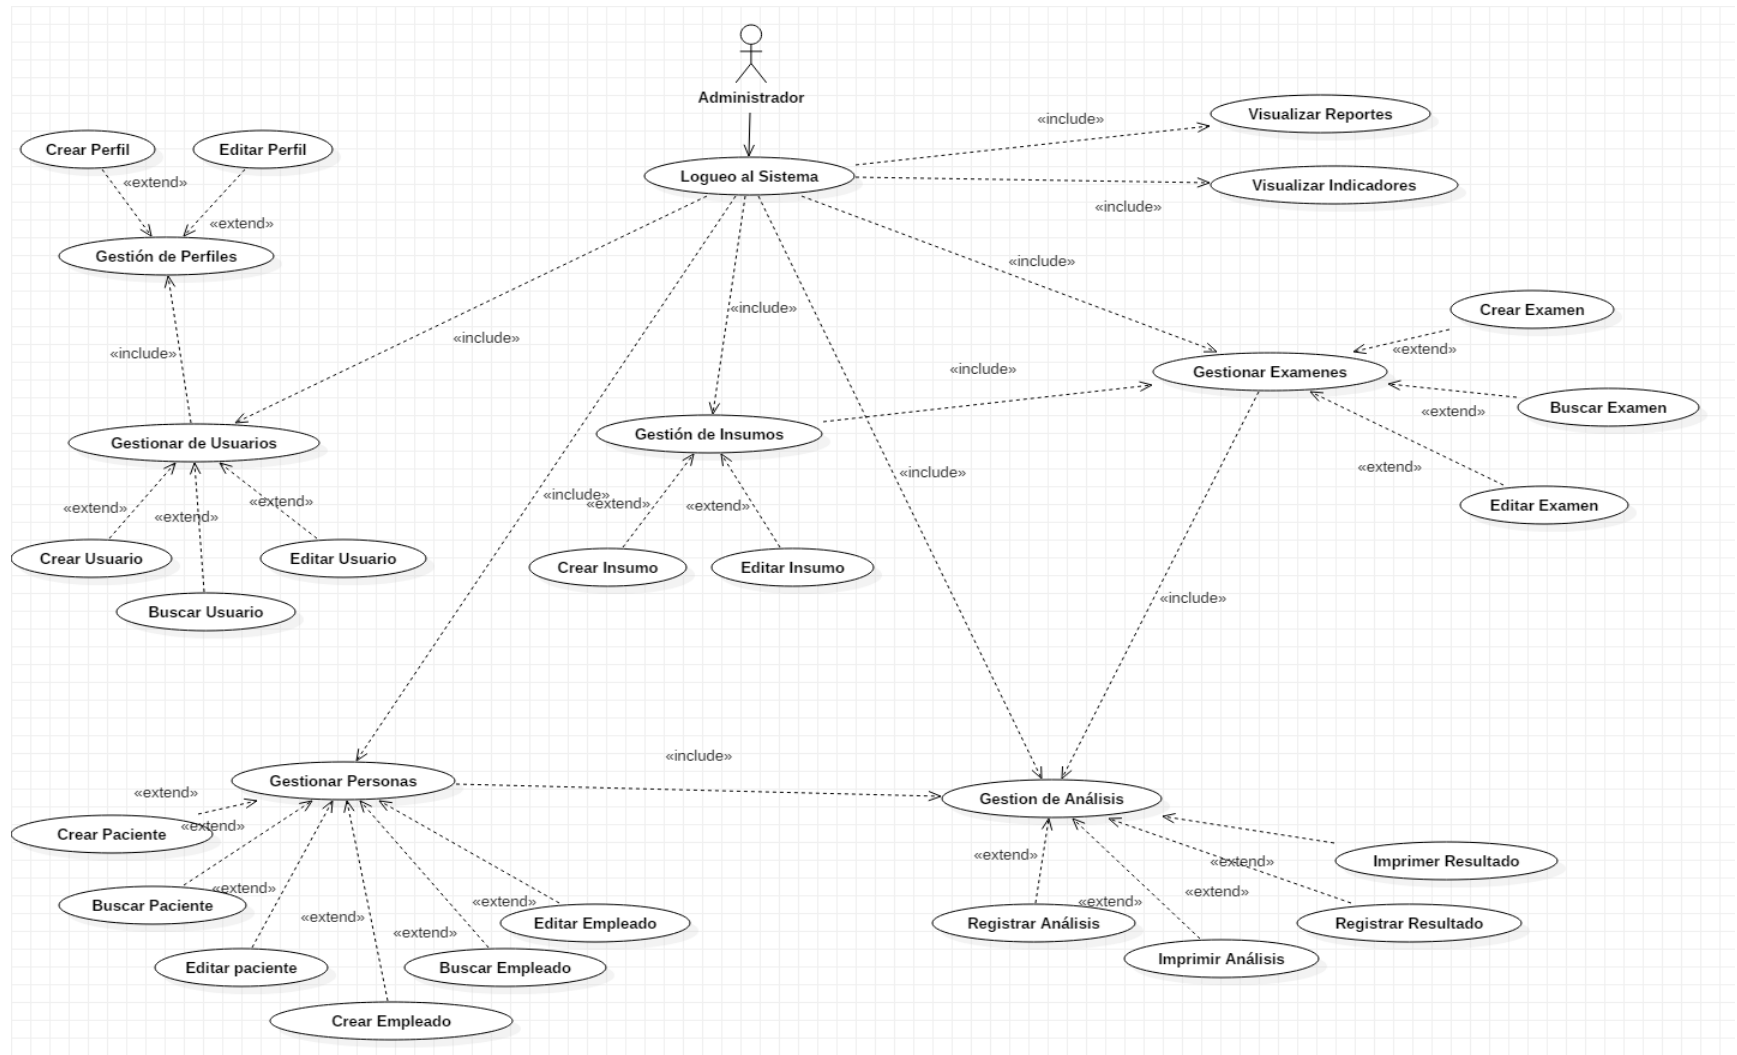 Administrador
Visualizar Reportes
«include»
Crear Perfil
Editar Perfil
Logueo al Sistema
«extend»
Visualizar Indicadores
«include»
«extend»
Gestión de Perfiles
«include»
Crear Examen
«include»
«include»
«extend»
«include»
«include»
Gestionar Examenes
Buscar Examen
«extend»
Gestión de Insumos
Gestionar de Usuarios
«extend»
«include»
«include»
«extend»
«extend»
«extend»
«extend»
«extend»
Editar Examen
«extend»
Crear Usuario
Editar Usuario
Crear Insumo
Editar Insumo
«include»
Buscar Usuario
«include»
Gestionar Personas
«extend»
Gestion de Análisis
«extend»
Crear Paciente
«extend»
«extend»
Imprimer Resultado
«extend»
«extend»
«extend»
«extend»
Buscar Paciente
«extend»
Editar Empleado
Registrar Análisis
Registrar Resultado
«extend»
Imprimir Análisis
Editar paciente
Buscar Empleado
Crear Empleado